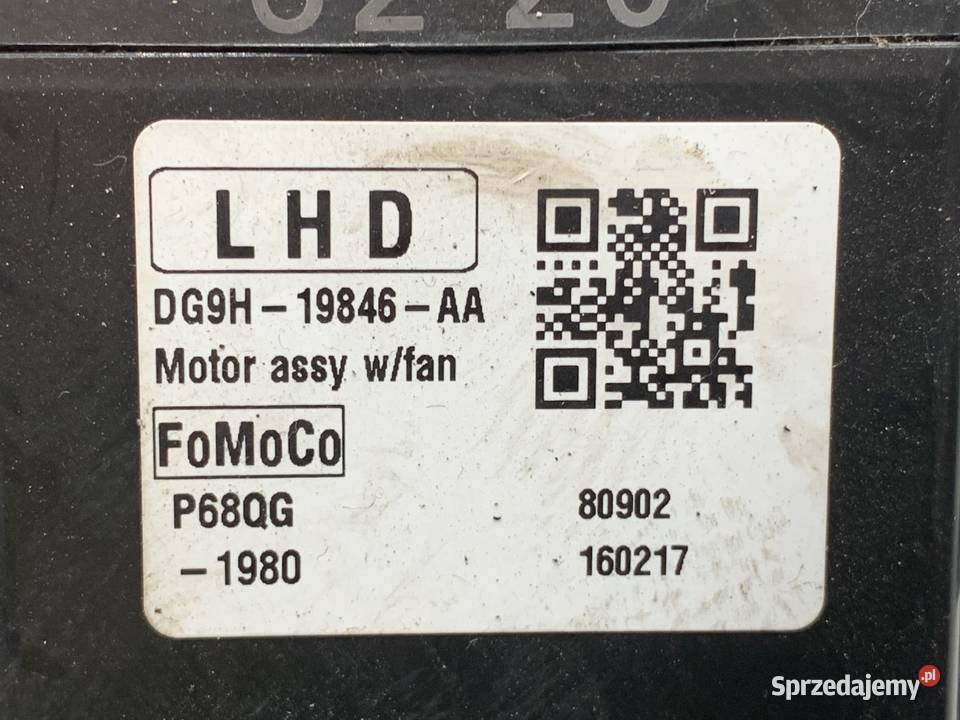 LHD
DG9H-19846-AA
Motor assy w/fan
FoMoCo
P68QG 80902
-1980 160217
Sprzedajemy.pl